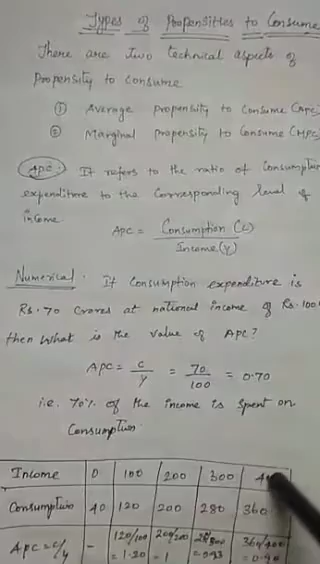 Types of Propensities to Consume
There are two technical aspects of
propensity to consume
① Average propensity to Consume (APC)
② Marginal propensity to Consume (MPC)
APC: It refers to the ratio of Consumption
expenditure to the Corresponding level of
income
APC = Consumption (C)
Income (Y)
Numerical: If Consumption expenditure is
Rs. 70 Crores at national income of Rs. 100
then What is the value of APC?
APC = C/Y = 70/100 = 0.70
i.e. 70% of the income is spent on
Consumption
Income 0 100 200 300
Consumption 40 120 200 280 360
APC = C/Y - 120/100 200/200 360/400
= 1.20 = 1 = 0.93 = 0.90